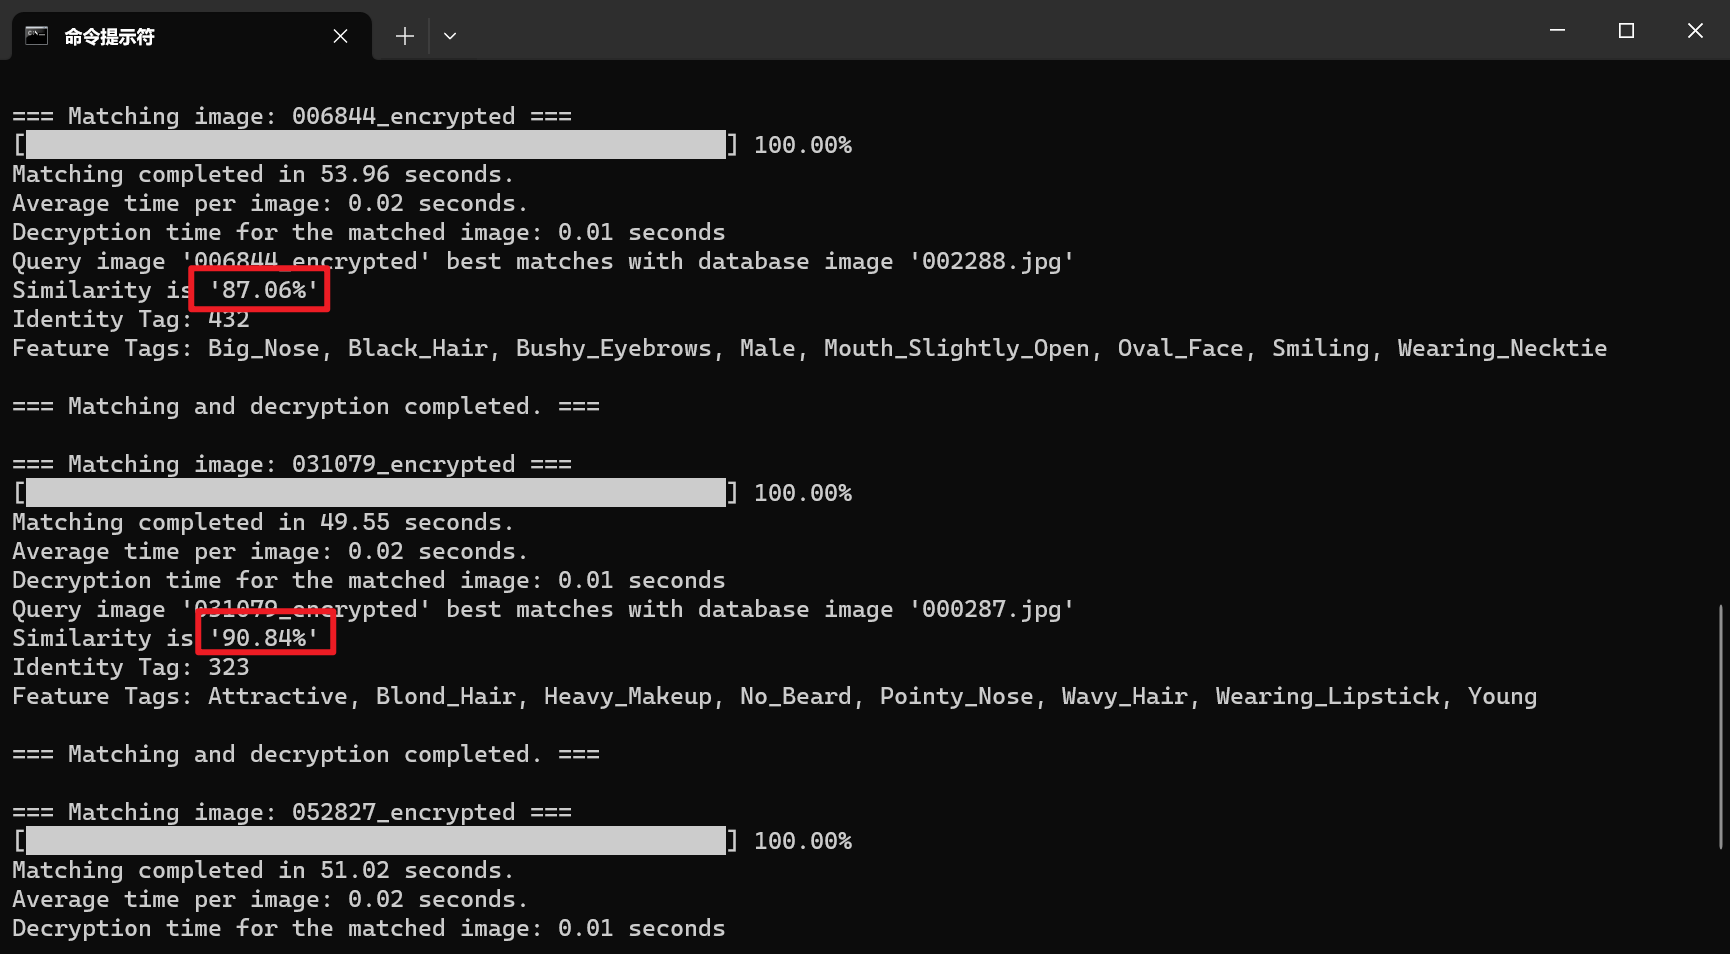 命令提示符
=== Matching image: 006844_encrypted ===
[ ] 100.00%
Matching completed in 53.96 seconds.
Average time per image: 0.02 seconds.
Decryption time for the matched image: 0.01 seconds
Query image '006844_encrypted' best matches with database image '002288.jpg'
Similarity is '87.06%'
Identity Tag: 432
Feature Tags: Big_Nose, Black_Hair, Bushy_Eyebrows, Male, Mouth_Slightly_Open, Oval_Face, Smiling, Wearing_Necktie
=== Matching and decryption completed. ===
=== Matching image: 031079_encrypted ===
[ ] 100.00%
Matching completed in 49.55 seconds.
Average time per image: 0.02 seconds.
Decryption time for the matched image: 0.01 seconds
Query image '031079_encrypted' best matches with database image '000287.jpg'
Similarity is '90.84%'
Identity Tag: 323
Feature Tags: Attractive, Blond_Hair, Heavy_Makeup, No_Beard, Pointy_Nose, Wavy_Hair, Wearing_Lipstick, Young
=== Matching and decryption completed. ===
=== Matching image: 052827_encrypted ===
[ ] 100.00%
Matching completed in 51.02 seconds.
Average time per image: 0.02 seconds.
Decryption time for the matched image: 0.01 seconds